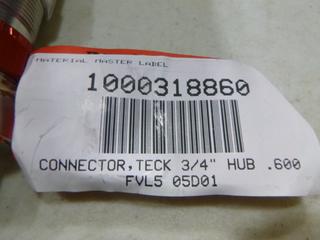 MATERIAL MASTER LABEL
1000318860
CONNECTOR,TECK 3/4" HUB .600
FVL5 05D01